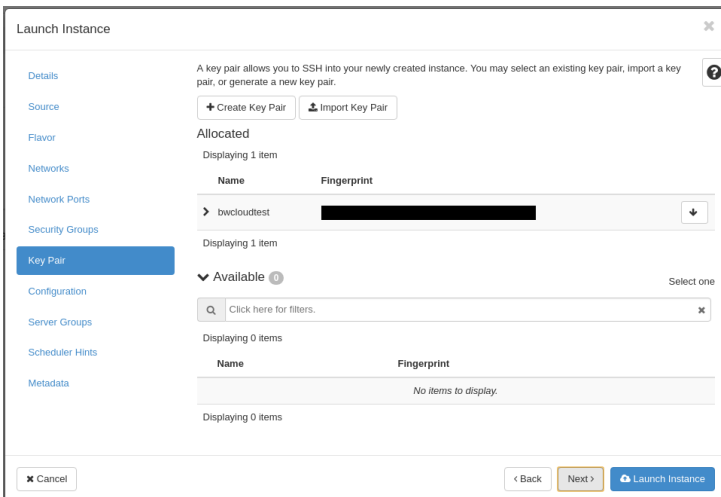 Launch Instance
Details
Source
Flavor
Networks
Network Ports
Security Groups
Key Pair
Configuration
Server Groups
Scheduler Hints
Metadata
A key pair allows you to SSH into your newly created instance. You may select an existing key pair, import a key
pair, or generate a new key pair.
Create Key Pair Import Key Pair
Allocated
Displaying 1 item
Name Fingerprint
bwcloudtest
Displaying 1 item
Available 0
Select one
Click here for filters.
Displaying 0 items
Name Fingerprint
No items to display.
Displaying 0 items
Cancel < Back Next > Launch Instance